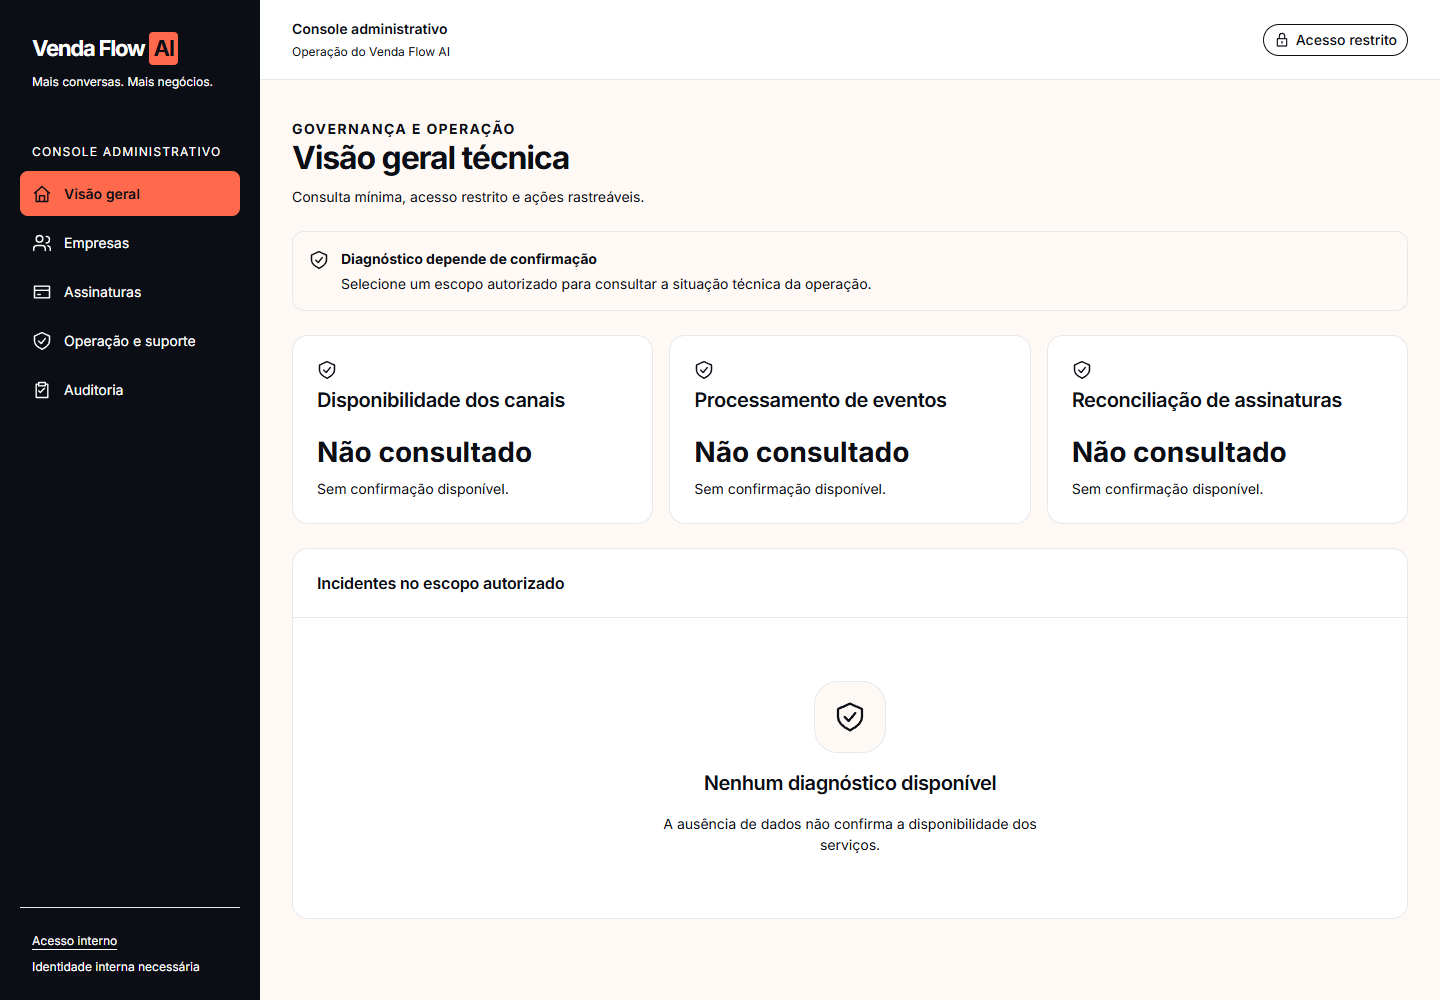 Venda Flow AI
Mais conversas. Mais negócios.
CONSOLE ADMINISTRATIVO
Visão geral
Empresas
Assinaturas
Operação e suporte
Auditoria
Acesso interno
Identidade interna necessária
Console administrativo
Operação do Venda Flow AI
Acesso restrito
GOVERNANÇA E OPERAÇÃO
Visão geral técnica
Consulta mínima, acesso restrito e ações rastreáveis.
Diagnóstico depende de confirmação
Selecione um escopo autorizado para consultar a situação técnica da operação.
Disponibilidade dos canais
Não consultado
Sem confirmação disponível.
Processamento de eventos
Não consultado
Sem confirmação disponível.
Reconciliação de assinaturas
Não consultado
Sem confirmação disponível.
Incidentes no escopo autorizado
Nenhum diagnóstico disponível
A ausência de dados não confirma a disponibilidade dos
serviços.